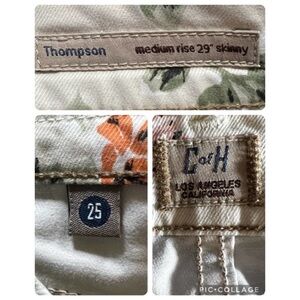 Thompson
medium rise 29" skinny
25
C of H
LOS ANGELES
CALIFORNIA
PIC•COLLAGE